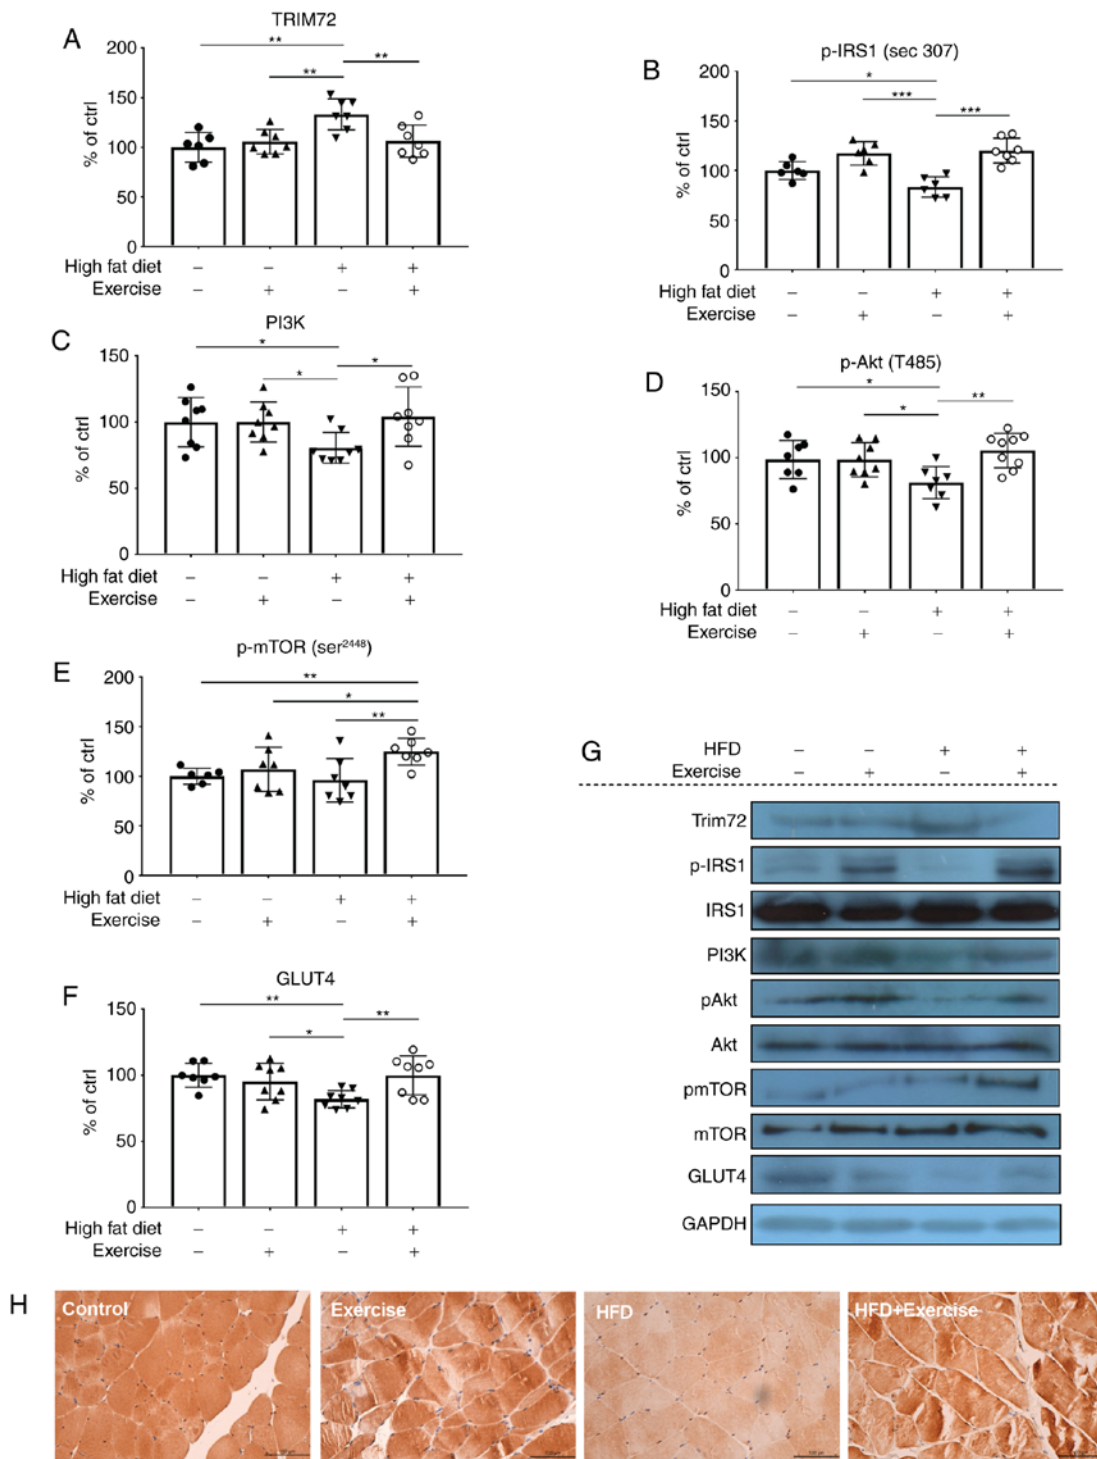 A
TRIM72
200
150
100
50
0
% of ctrl
** ** **
High fat diet – – + +
Exercise – + – +
B
p-IRS1 (sec 307)
200
150
100
50
0
% of ctrl
* *** ***
High fat diet – – + +
Exercise – + – +
C
PI3K
150
100
50
0
% of ctrl
* * *
High fat diet – – + +
Exercise – + – +
D
p-Akt (T485)
150
100
50
0
% of ctrl
* * **
High fat diet – – + +
Exercise – + – +
E
p-mTOR (ser²⁴⁴⁸)
200
150
100
50
0
% of ctrl
** * **
High fat diet – – + +
Exercise – + – +
F
GLUT4
150
100
50
0
% of ctrl
** * **
High fat diet – – + +
Exercise – + – +
G
HFD – – + +
Exercise – + – +
Trim72
p-IRS1
IRS1
PI3K
pAkt
Akt
pmTOR
mTOR
GLUT4
GAPDH
H
Control
Exercise
HFD
HFD+Exercise